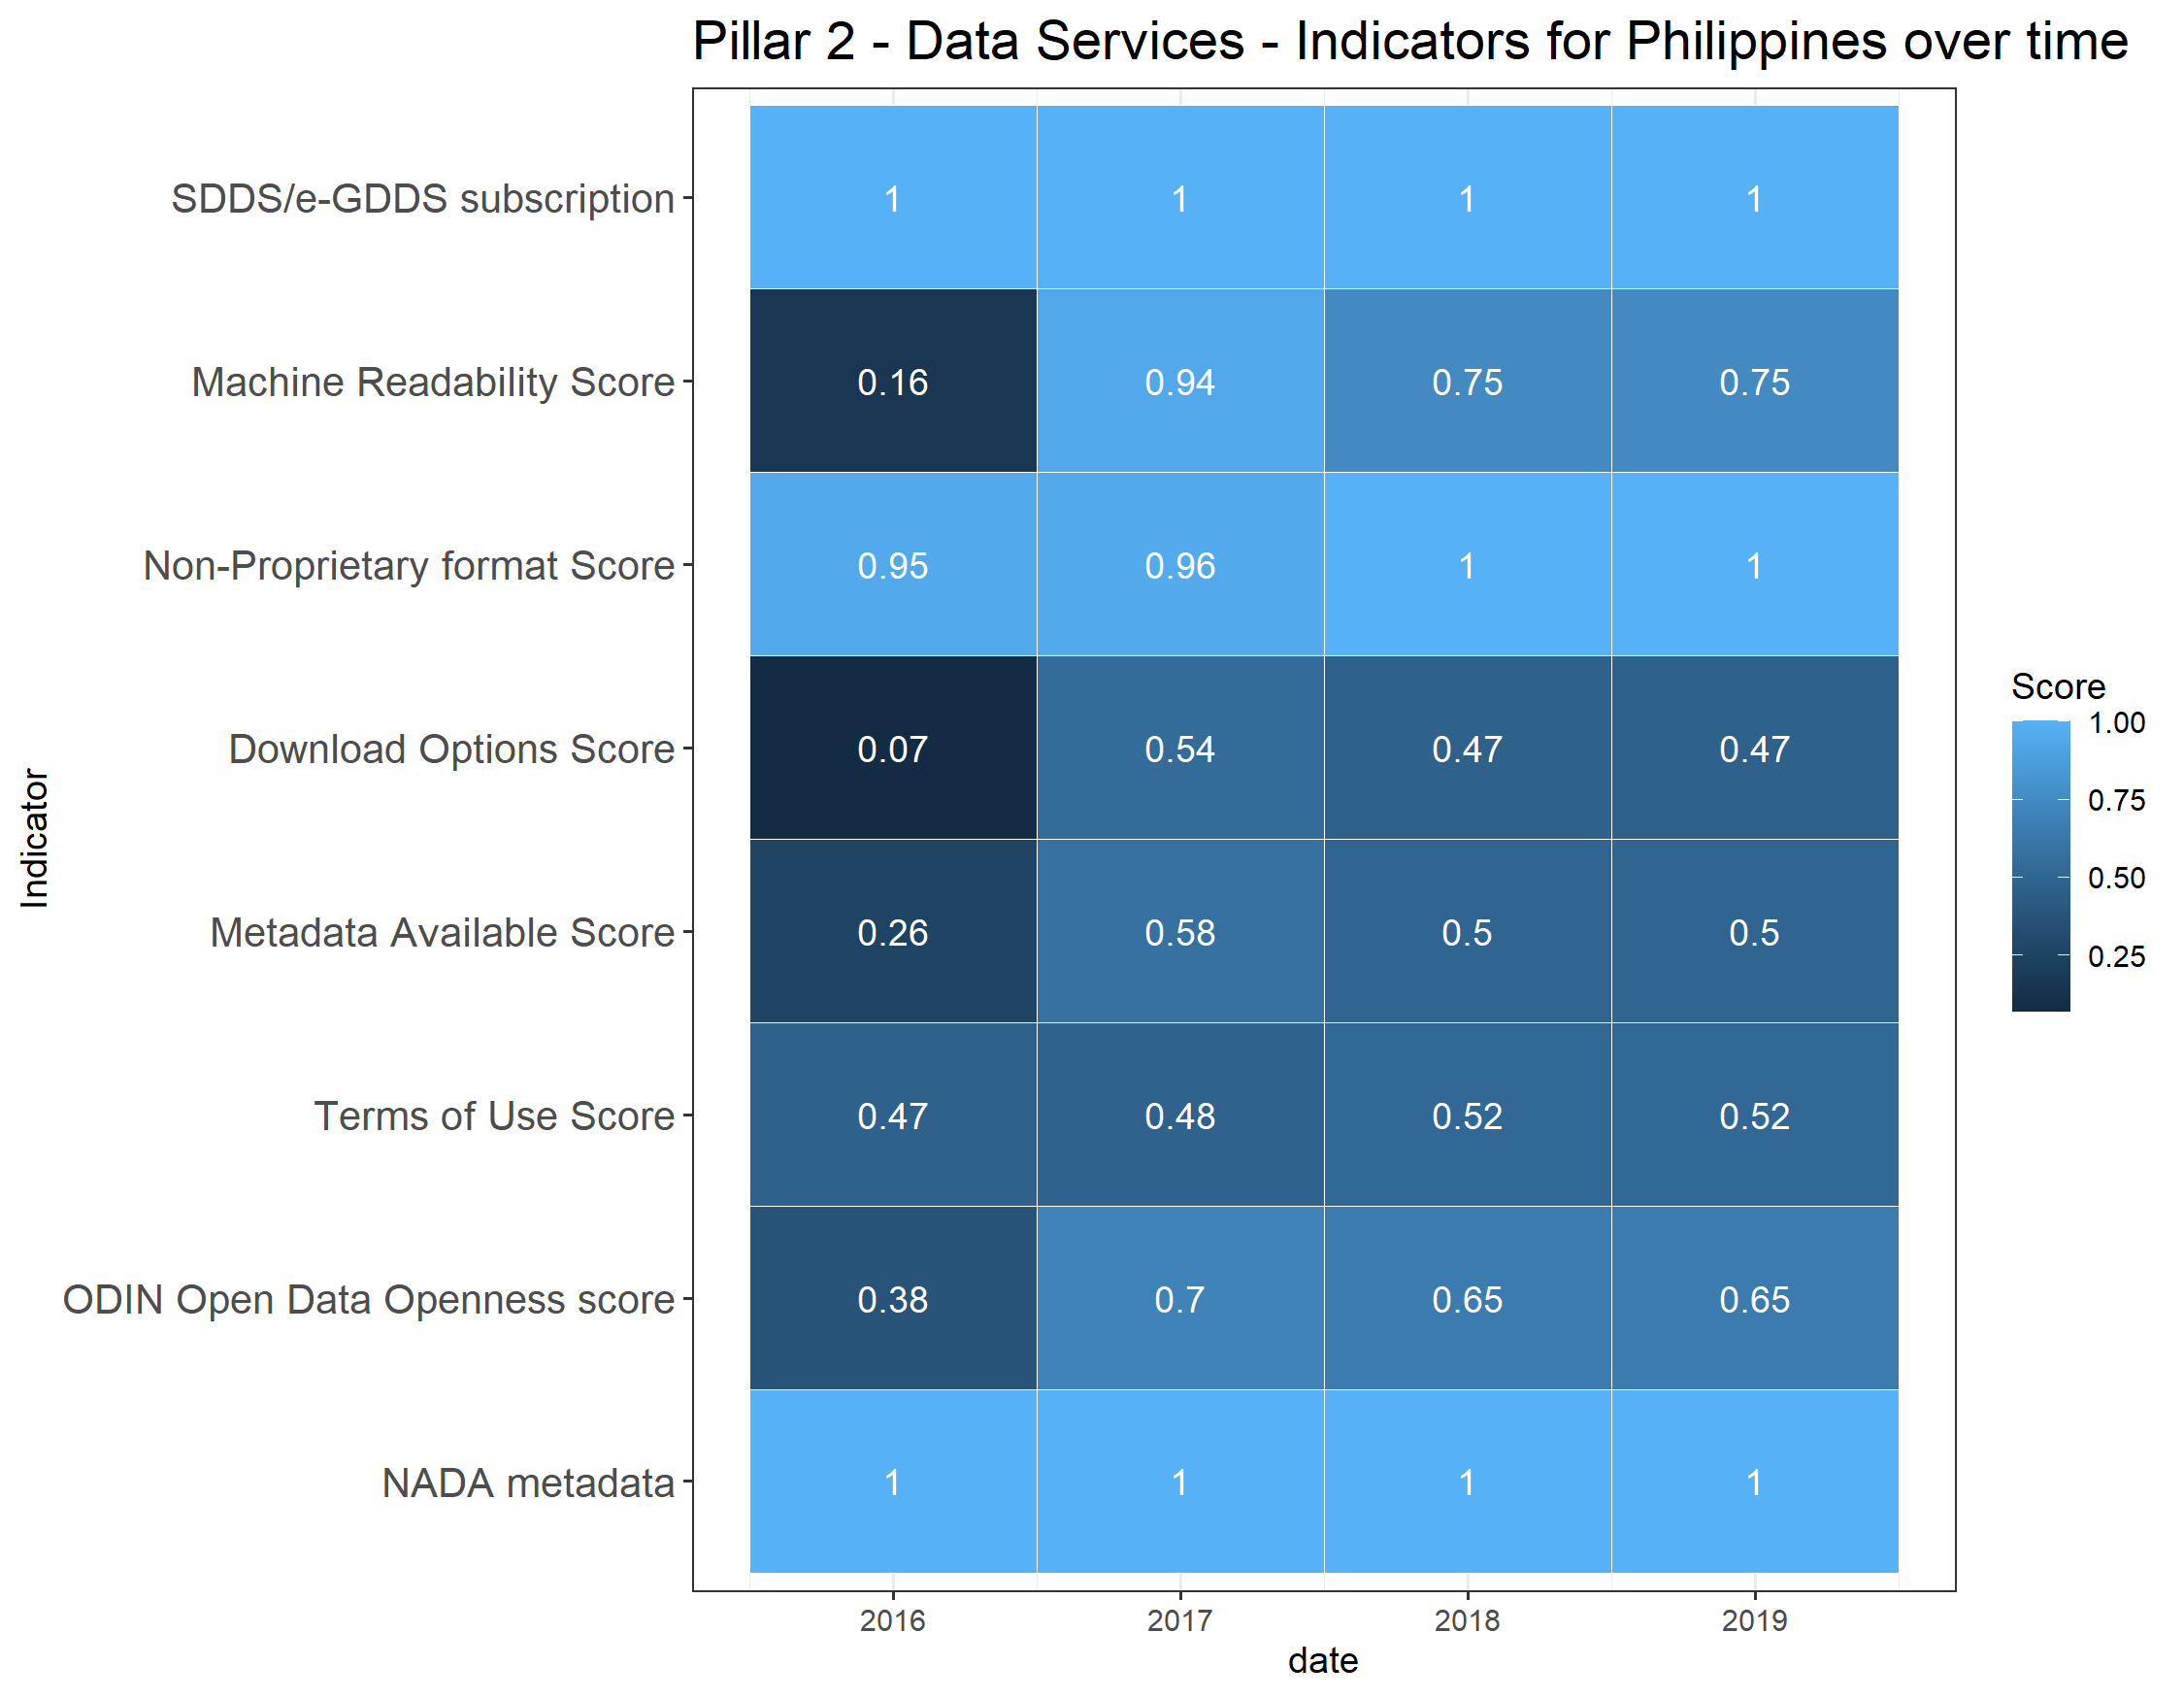 Pillar 2 - Data Services - Indicators for Philippines over time
SDDS/e-GDDS subscription 1 1 1 1
Machine Readability Score 0.16 0.94 0.75 0.75
Non-Proprietary format Score 0.95 0.96 1 1
Download Options Score 0.07 0.54 0.47 0.47
Metadata Available Score 0.26 0.58 0.5 0.5
Terms of Use Score 0.47 0.48 0.52 0.52
ODIN Open Data Openness score 0.38 0.7 0.65 0.65
NADA metadata 1 1 1 1
2016 2017 2018 2019
date
Indicator
Score
1.00
0.75
0.50
0.25